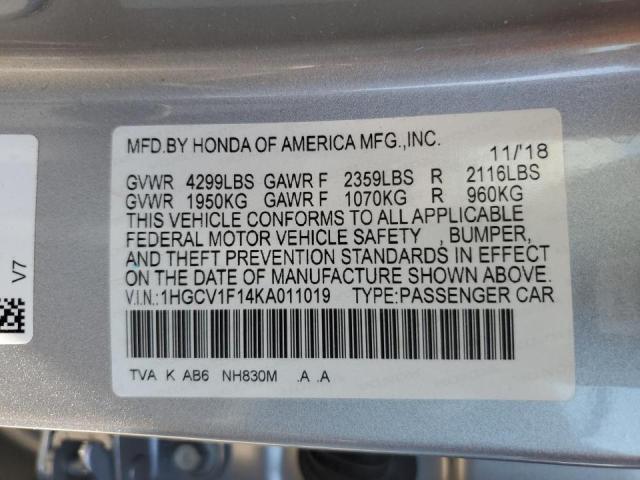 MFD.BY HONDA OF AMERICA MFG.,INC.
11/'18
GVWR 4299LBS GAWR F 2359LBS R 2116LBS
GVWR 1950KG GAWR F 1070KG R 960KG
THIS VEHICLE CONFORMS TO ALL APPLICABLE
FEDERAL MOTOR VEHICLE SAFETY , BUMPER,
AND THEFT PREVENTION STANDARDS IN EFFECT
ON THE DATE OF MANUFACTURE SHOWN ABOVE.
V.I.N.:1HGCV1F14KA011019 TYPE:PASSENGER CAR
TVA K AB6 NH830M .A .A
V7